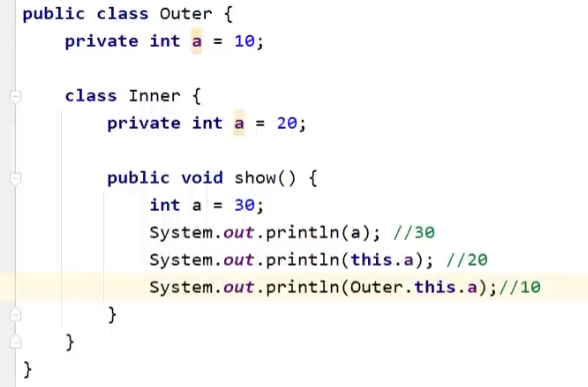 public class Outer {
    private int a = 10;
    class Inner {
        private int a = 20;
        public void show() {
            int a = 30;
            System.out.println(a); //30
            System.out.println(this.a); //20
            System.out.println(Outer.this.a);//10
        }
    }
}